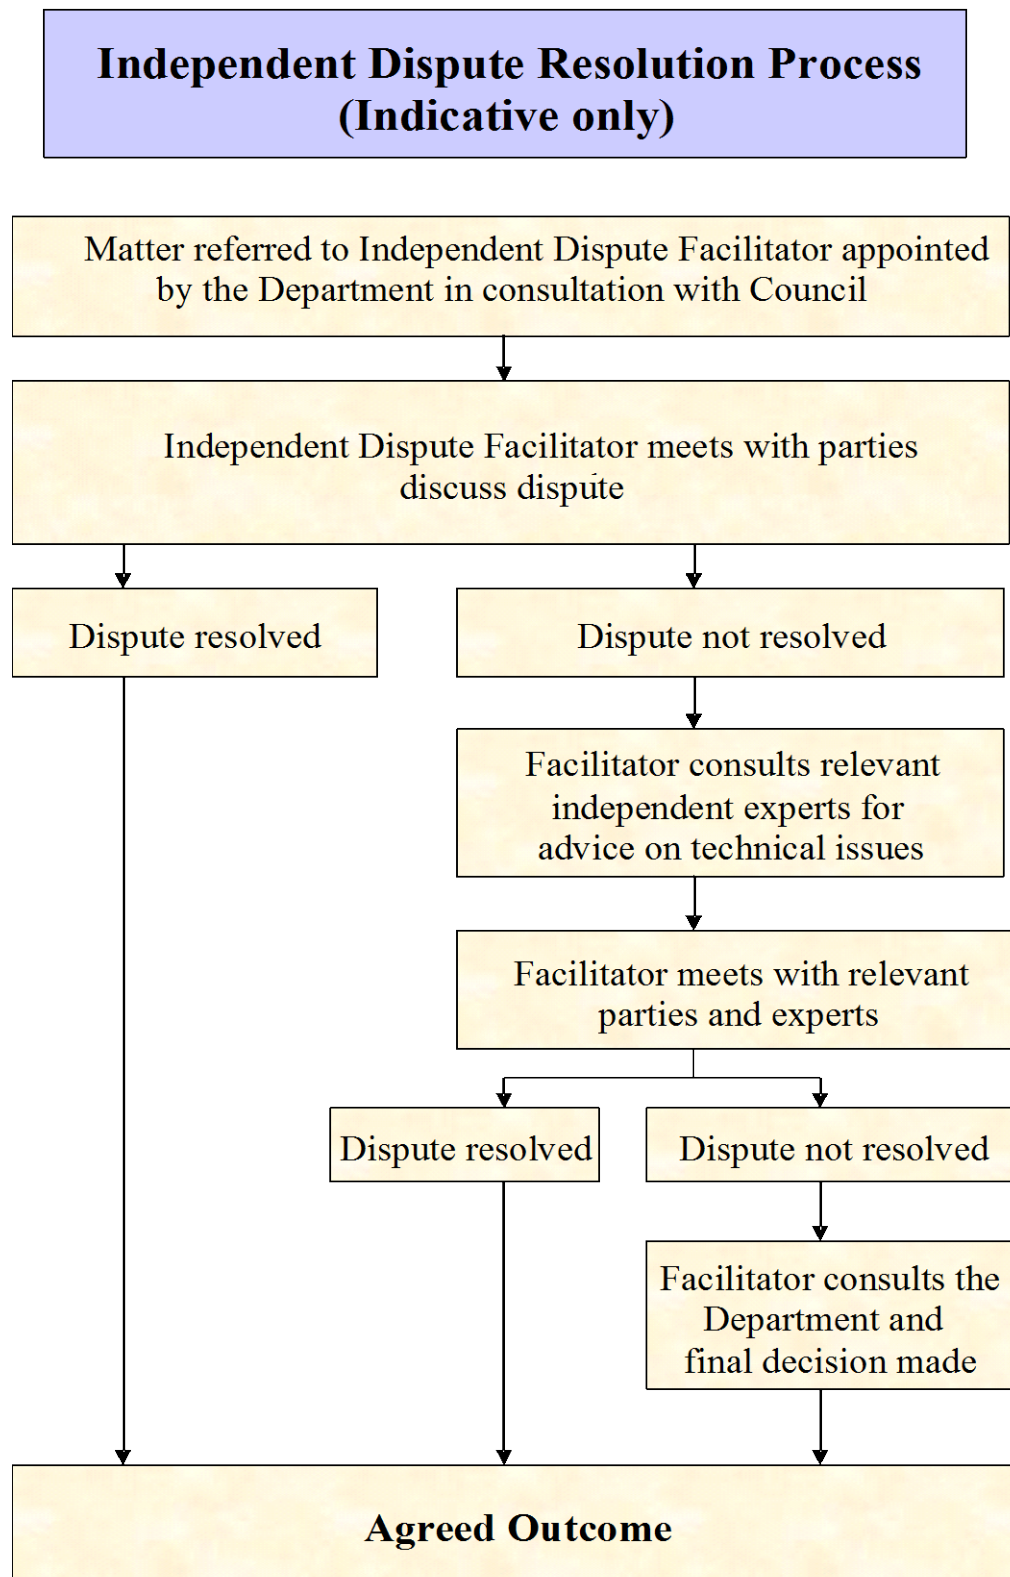 Independent Dispute Resolution Process
(Indicative only)
Matter referred to Independent Dispute Facilitator appointed
by the Department in consultation with Council
Independent Dispute Facilitator meets with parties
discuss dispute
Dispute resolved
Dispute not resolved
Facilitator consults relevant
independent experts for
advice on technical issues
Facilitator meets with relevant
parties and experts
Dispute resolved
Dispute not resolved
Facilitator consults the
Department and
final decision made
Agreed Outcome